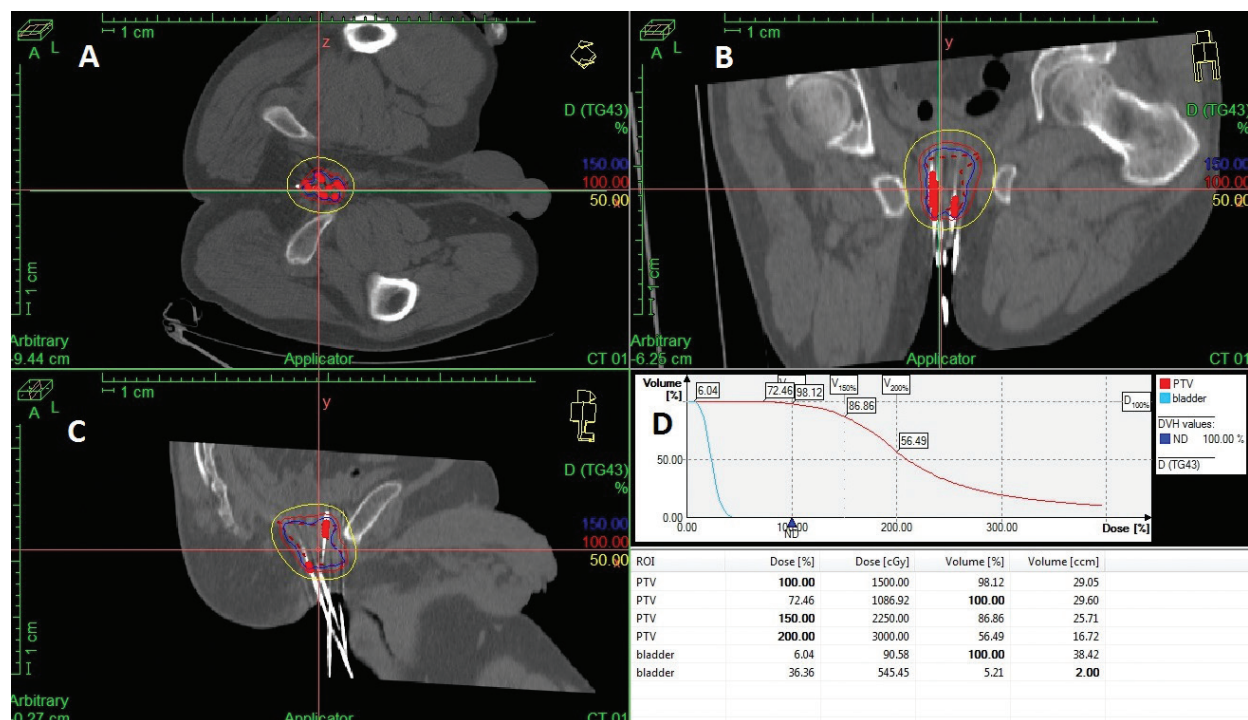 1 cm
A L
A
z
D (TG43)
%
150.00
100.00
50.00
1 cm
Arbitrary
-9.44 cm
Applicator
CT 01
1 cm
A L
B
y
D (TG43)
%
150.00
100.00
50.00
1 cm
Arbitrary
-6.25 cm
Applicator
CT 01
1 cm
A L
C
y
D (TG43)
%
150.00
100.00
50.00
1 cm
Arbitrary
0.27 cm
Applicator
CT 01
Volume [%]
D
6.04
72.46
98.12
V150%
86.86
V200%
56.49
D100%
50.00
0.00
100.00
200.00
300.00
ND
Dose [%]
PTV
bladder
DVH values:
ND 100.00 %
D (TG43)
ROI Dose [%] Dose [cGy] Volume [%] Volume [ccm]
PTV 100.00 1500.00 98.12 29.05
PTV 72.46 1086.92 100.00 29.60
PTV 150.00 2250.00 86.86 25.71
PTV 200.00 3000.00 56.49 16.72
bladder 6.04 90.58 100.00 38.42
bladder 36.36 545.45 5.21 2.00